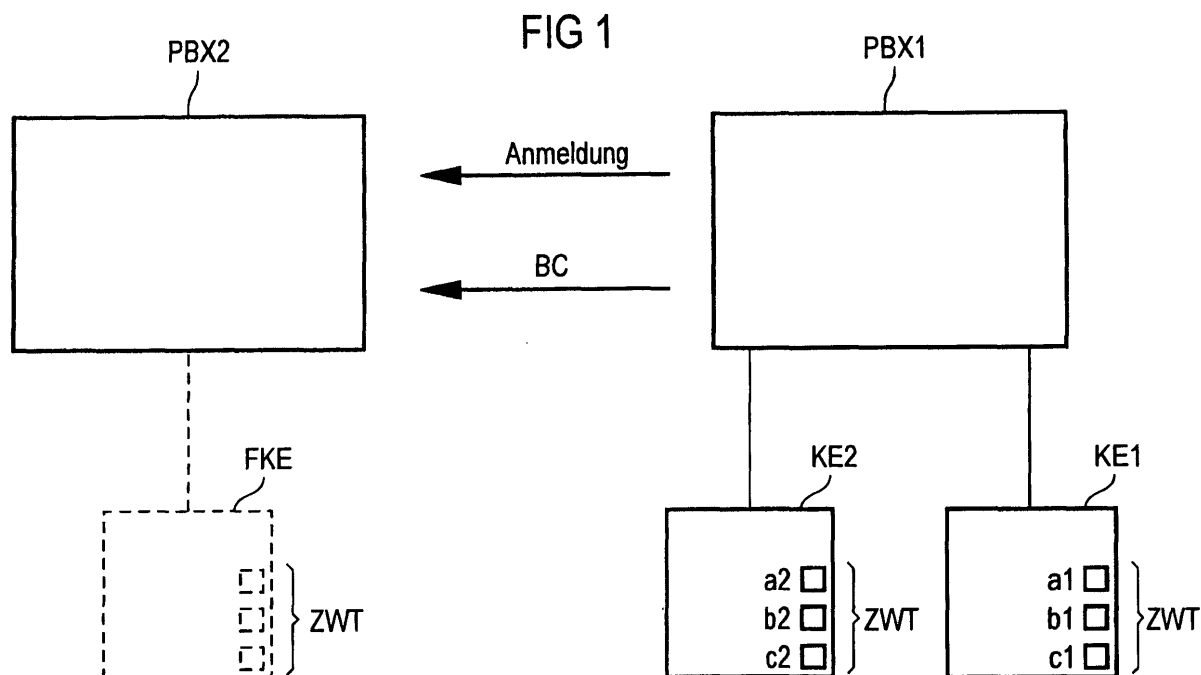 FIG 1
PBX2
PBX1
Anmeldung
BC
FKE
KE2
KE1
ZWT
a2
b2
c2
ZWT
a1
b1
c1
ZWT